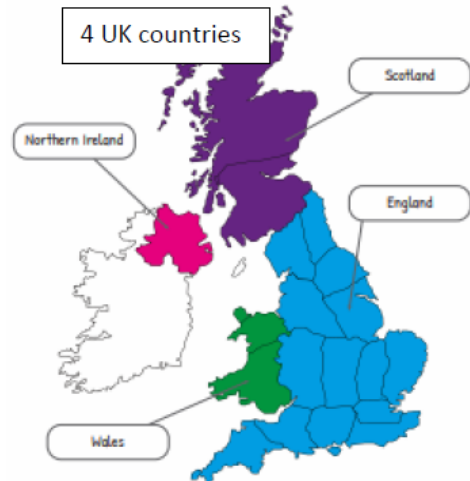 4 UK countries
Scotland
Northern Ireland
England
Wales